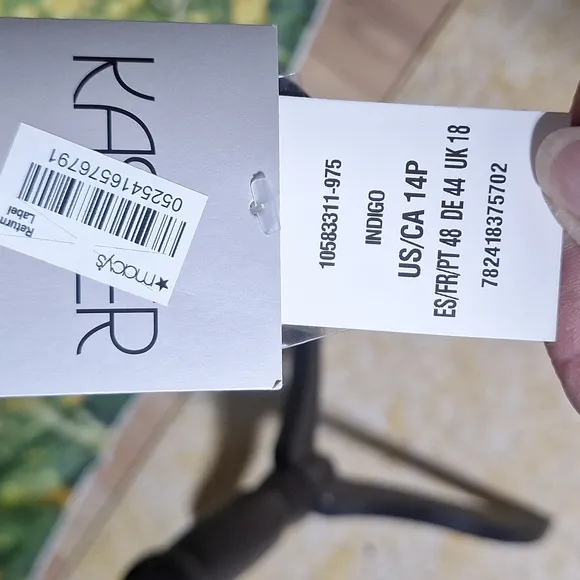 KASPER
0525416576791
Return
Label
★macy's
10583311-975
INDIGO
US/CA 14P
ES/FR/PT 48 DE 44 UK 18
782418375702